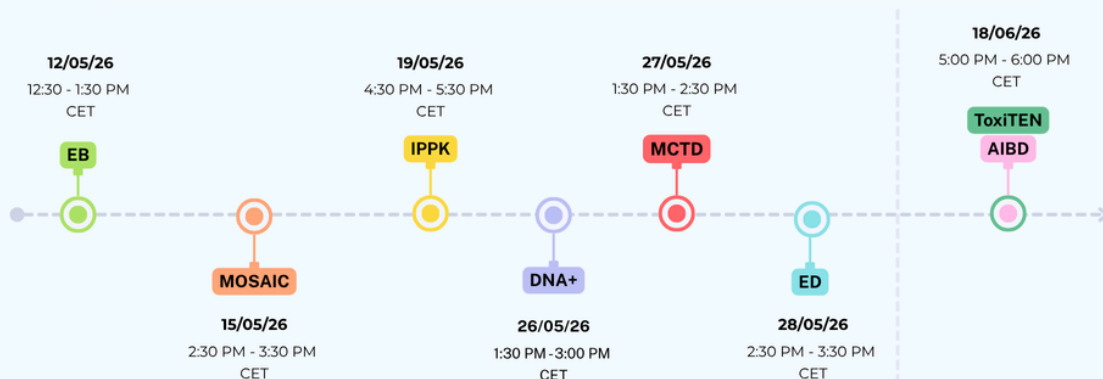 12/05/26
12:30 - 1:30 PM
CET
EB
MOSAIC
15/05/26
2:30 PM - 3:30 PM
CET
19/05/26
4:30 PM - 5:30 PM
CET
IPPK
DNA+
26/05/26
1:30 PM-3:00 PM
CET
27/05/26
1:30 PM - 2:30 PM
CET
MCTD
ED
28/05/26
2:30 PM - 3:30 PM
CET
18/06/26
5:00 PM - 6:00 PM
CET
ToxiTEN
AIBD